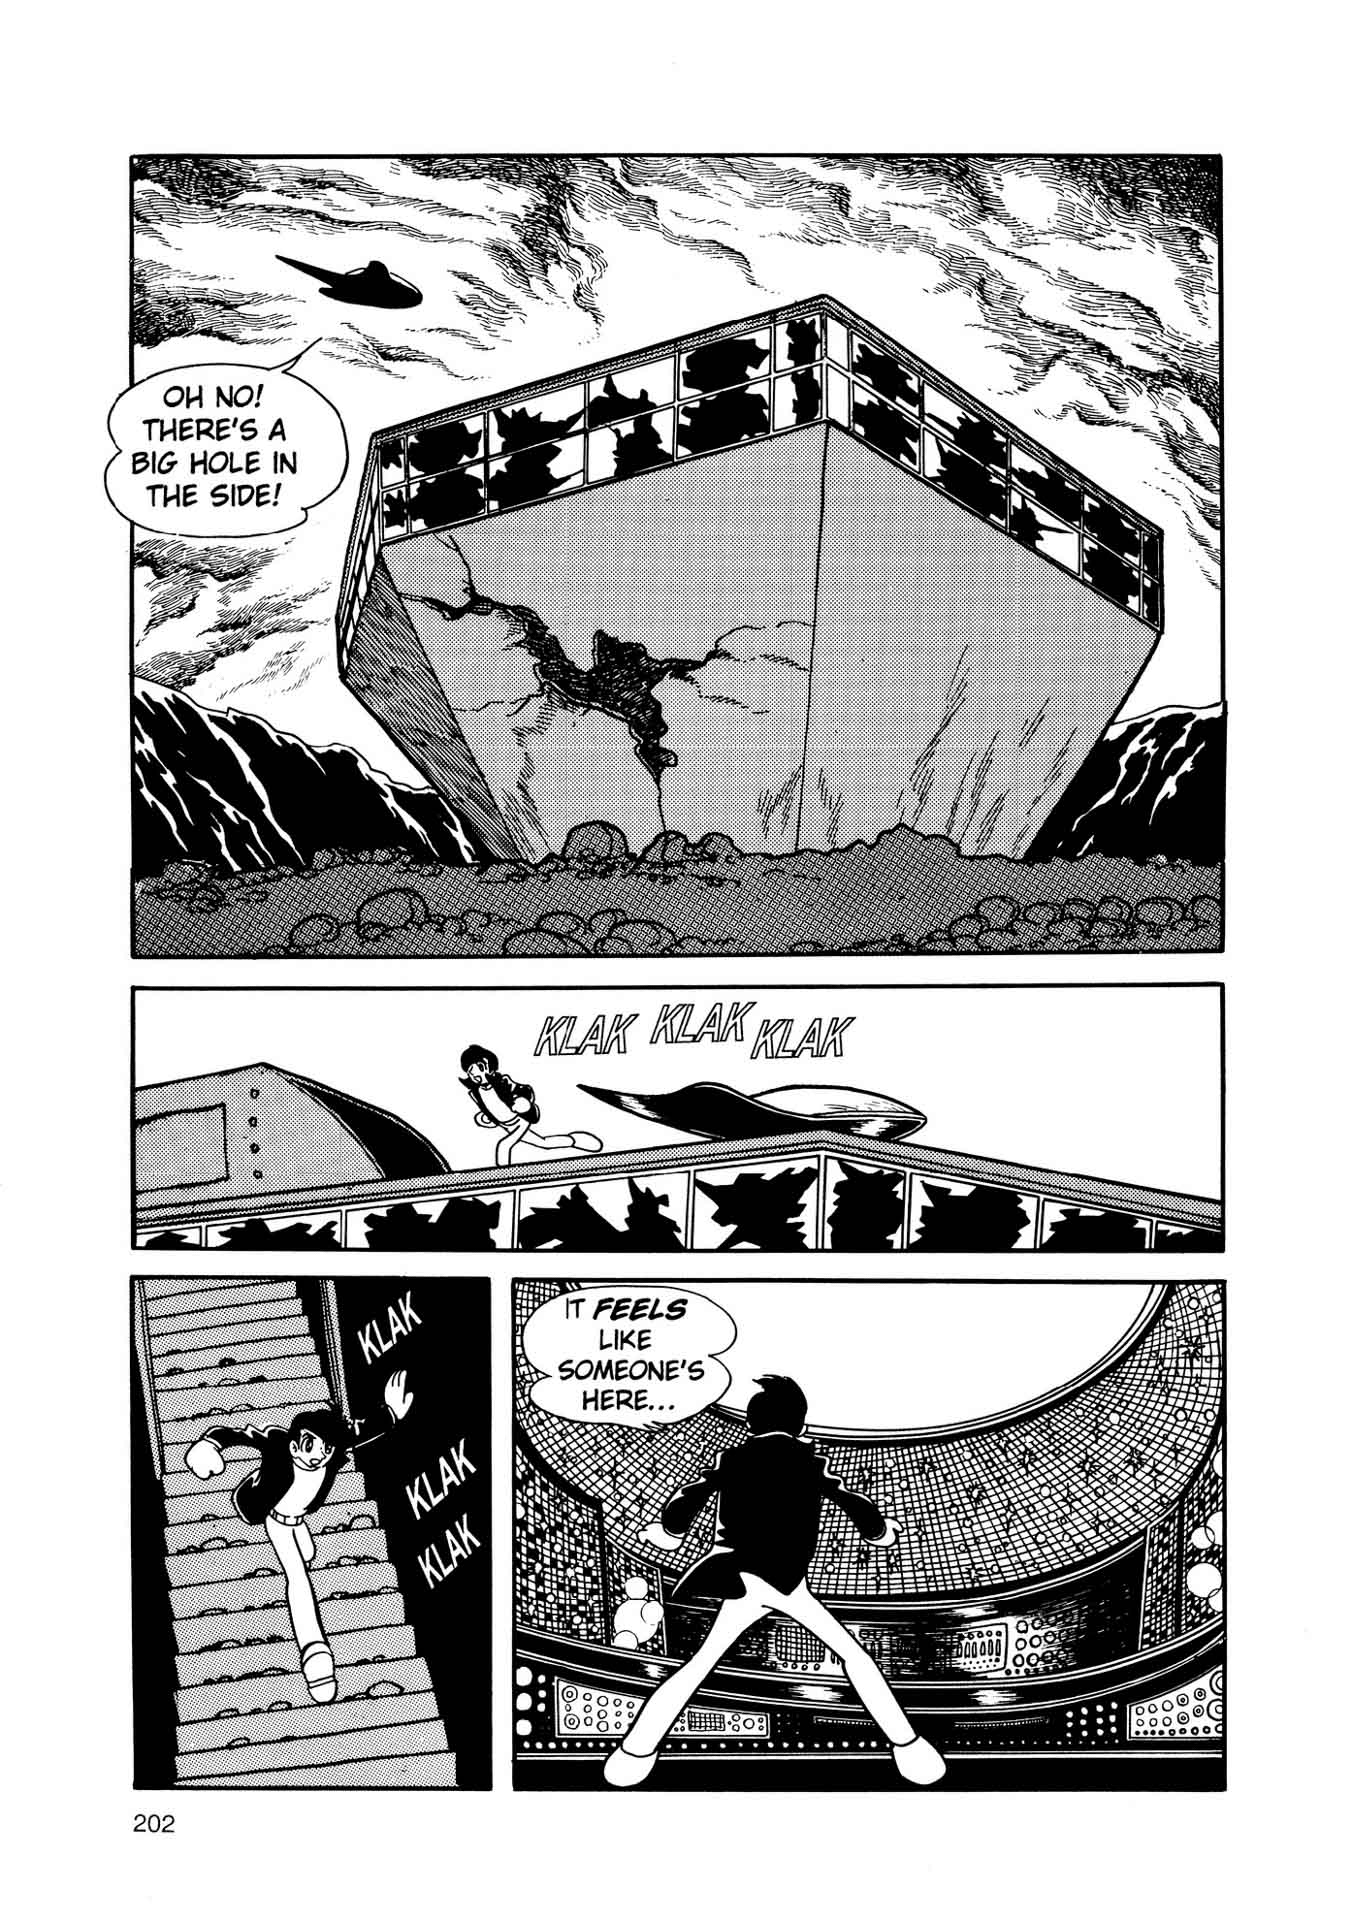 OH NO!
THERE'S A
BIG HOLE IN
THE SIDE!
KLAK
KLAK
KLAK
KLAK
KLAK
KLAK
IT FEELS
LIKE
SOMEONE'S
HERE...
202